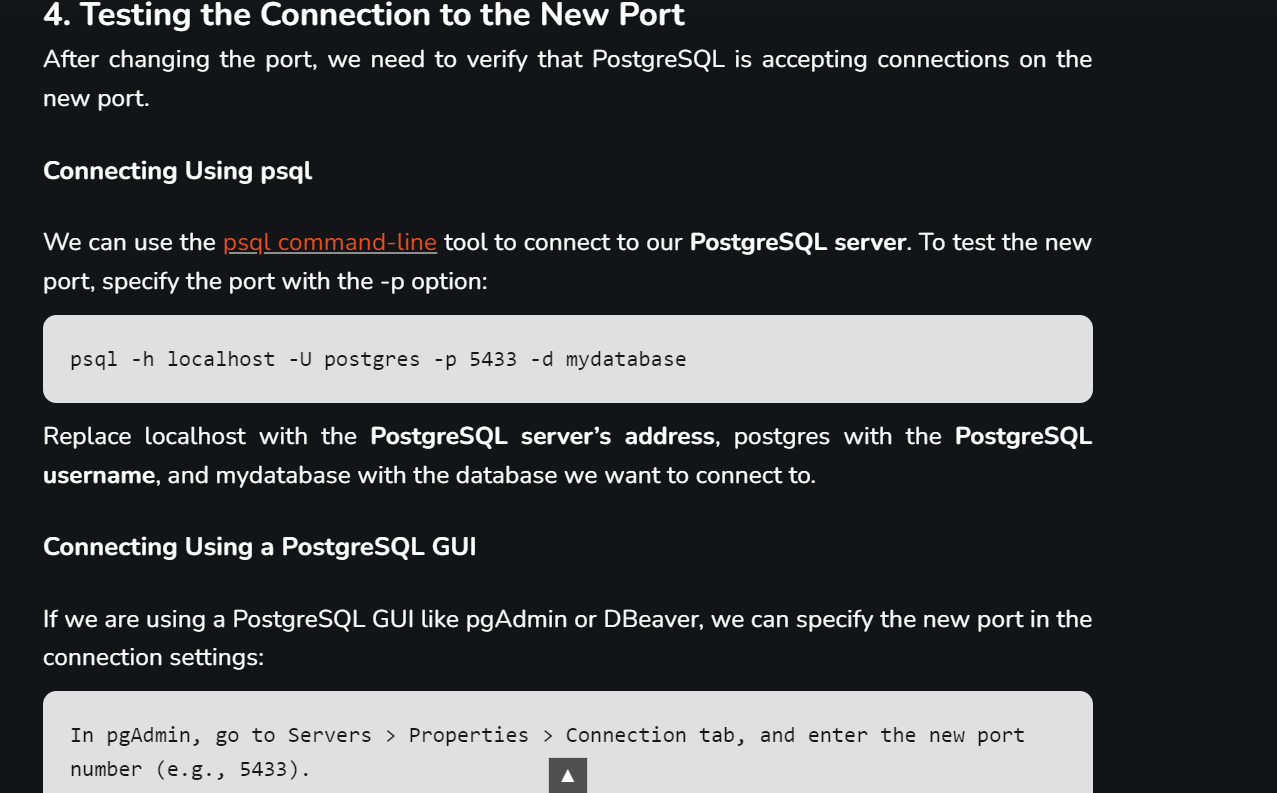 4. Testing the Connection to the New Port
After changing the port, we need to verify that PostgreSQL is accepting connections on the
new port.
Connecting Using psql
We can use the psql command-line tool to connect to our PostgreSQL server. To test the new
port, specify the port with the -p option:
psql -h localhost -U postgres -p 5433 -d mydatabase
Replace localhost with the PostgreSQL server’s address, postgres with the PostgreSQL
username, and mydatabase with the database we want to connect to.
Connecting Using a PostgreSQL GUI
If we are using a PostgreSQL GUI like pgAdmin or DBeaver, we can specify the new port in the
connection settings:
In pgAdmin, go to Servers > Properties > Connection tab, and enter the new port
number (e.g., 5433).